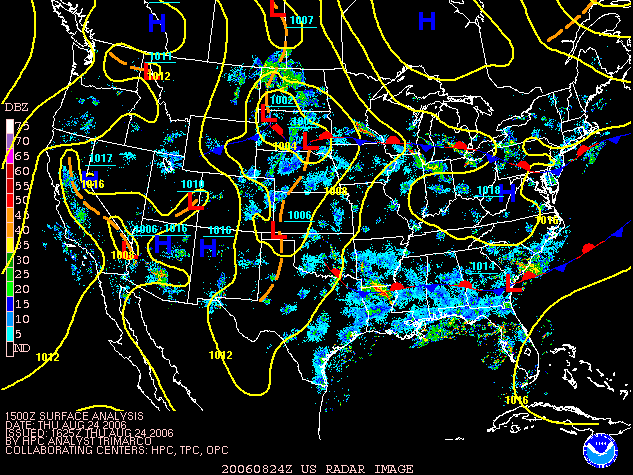 H
L
1007
H
1011
L
1012
DBZ
75
70
65
60
55
50
45
40
35
30
25
20
15
10
5
ND
1002
L
L
1004
1017
H
1016
1010
L
1008
1018
H
1006
L
1006
1016
1016
H
H
L
1008
1016
1014
L
1012
1012
1016
1500Z SURFACE ANALYSIS
DATE: THU AUG 24 2006
ISSUED: 1625Z THU AUG 24 2006
BY HPC ANALYST TRIMARCO
COLLABORATING CENTERS: HPC, TPC, OPC
20060824Z US RADAR IMAGE